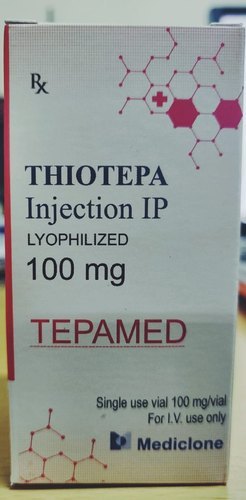 Rx
THIOTEPA
Injection IP
LYOPHILIZED
100 mg
TEPAMED
Single use vial 100 mg/vial
For I.V. use only
Mediclone